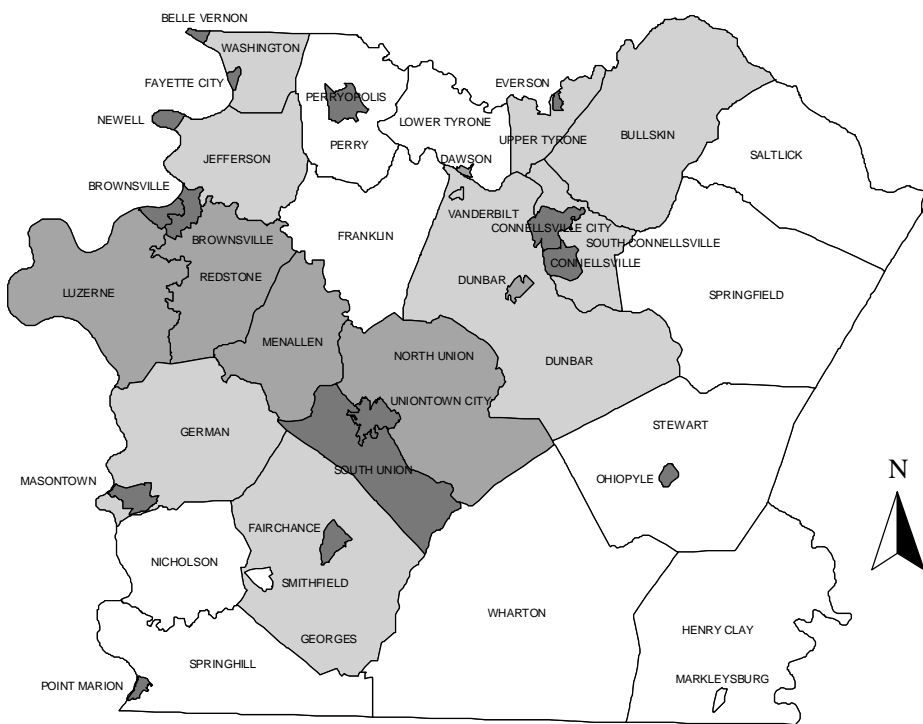 BELLE VERNON
WASHINGTON
FAYETTE CITY
EVERSON
PERRYOPOLIS
NEWELL
LOWER TYRONE
BULLSKIN
UPPER TYRONE
PERRY
SALTLICK
JEFFERSON
DAWSON
BROWNSVILLE
VANDERBILT
CONNELLSVILLE CITY
FRANKLIN
BROWNSVILLE
SOUTH CONNELLSVILLE
CONNELLSVILLE
REDSTONE
DUNBAR
LUZERNE
SPRINGFIELD
MENALLEN
NORTH UNION
DUNBAR
UNIONTOWN CITY
STEWART
GERMAN
SOUTH UNION
N
MASONTOWN
OHIOPYLE
FAIRCHANCE
NICHOLSON
SMITHFIELD
WHARTON
HENRY CLAY
GEORGES
SPRINGHILL
MARKLEYSBURG
POINT MARION